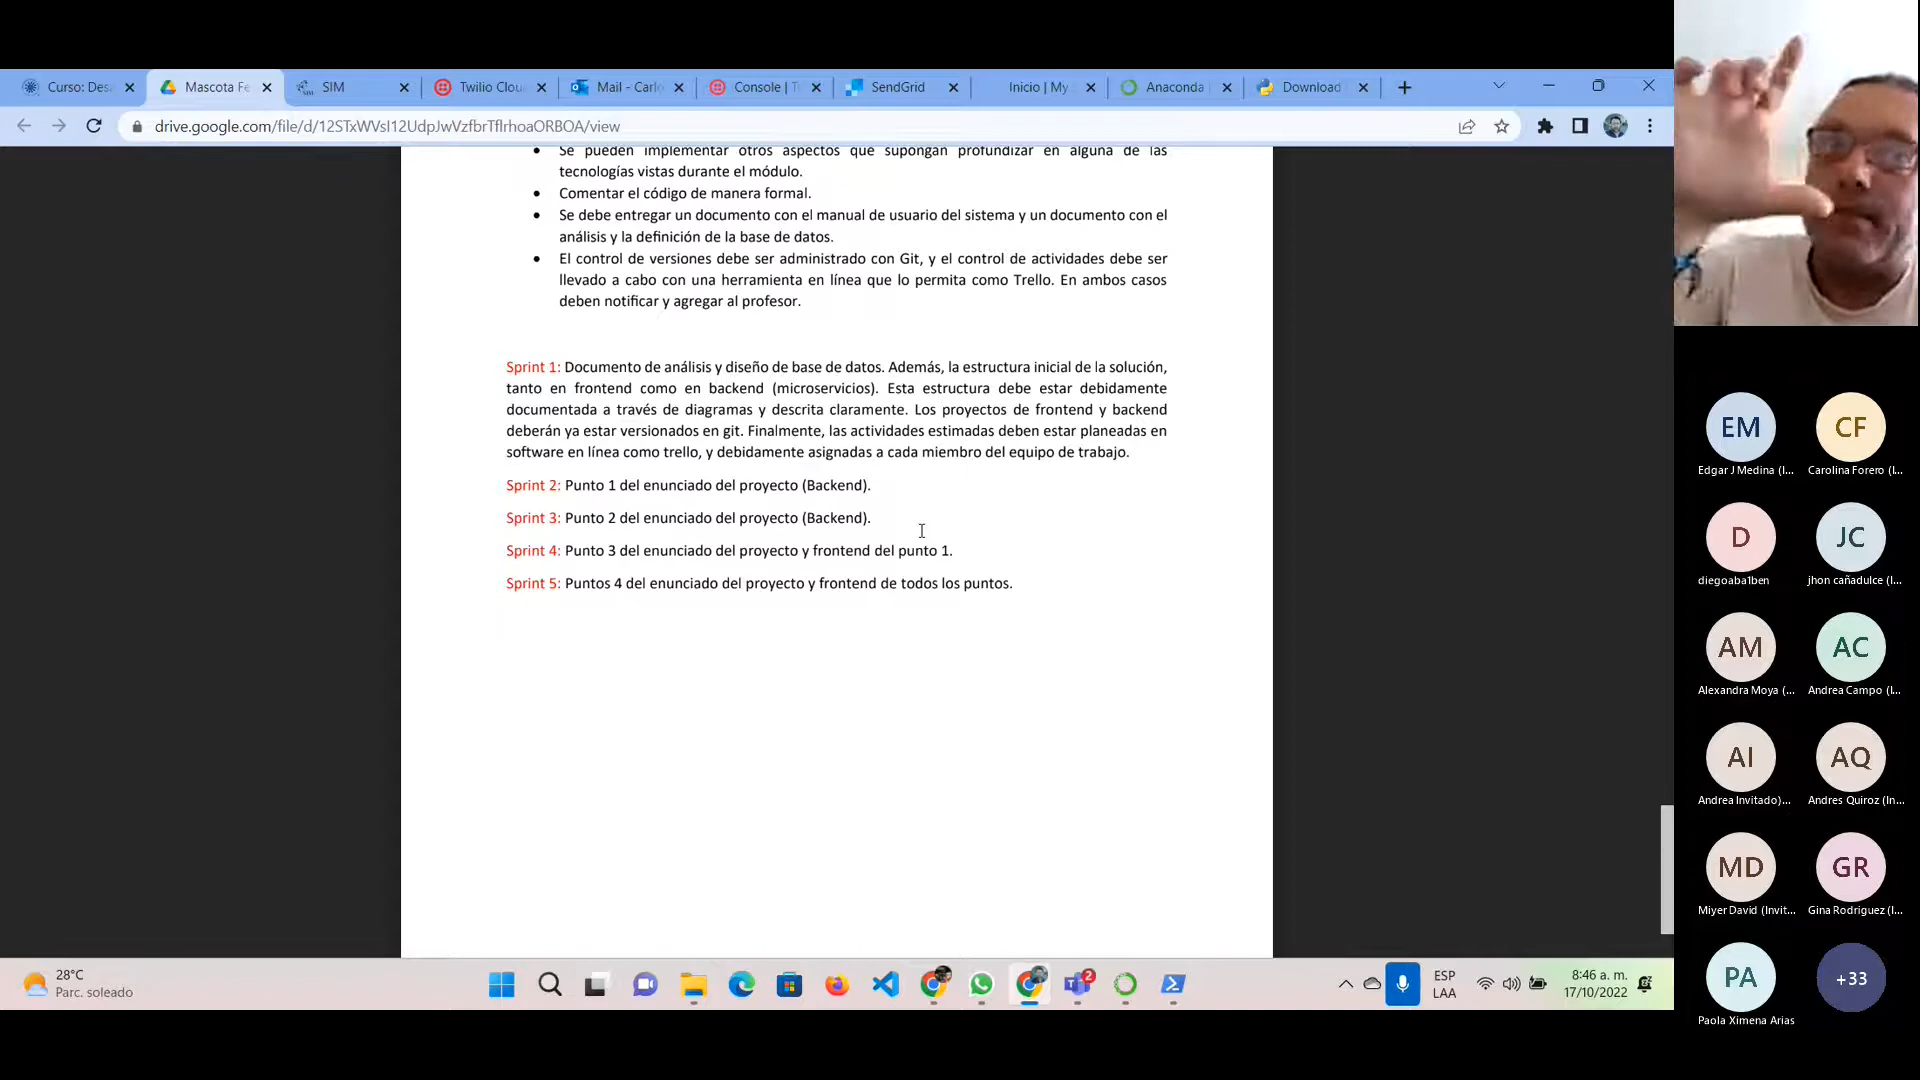 Curso: Des
Mascota Fe
SIM
Twilio Clou
Mail - Carlo
Console | T
SendGrid
Inicio | My
Anaconda
Download
drive.google.com/file/d/12STxWVsI12UdpJwVzfbrTflrhoaORBOA/view
• Se pueden implementar otros aspectos que supongan profundizar en alguna de las
tecnologías vistas durante el módulo.
• Comentar el código de manera formal.
• Se debe entregar un documento con el manual de usuario del sistema y un documento con el
análisis y la definición de la base de datos.
• El control de versiones debe ser administrado con Git, y el control de actividades debe ser
llevado a cabo con una herramienta en línea que lo permita como Trello. En ambos casos
deben notificar y agregar al profesor.
Sprint 1: Documento de análisis y diseño de base de datos. Además, la estructura inicial de la solución,
tanto en frontend como en backend (microservicios). Esta estructura debe estar debidamente
documentada a través de diagramas y descrita claramente. Los proyectos de frontend y backend
deberán ya estar versionados en git. Finalmente, las actividades estimadas deben estar planeadas en
software en línea como trello, y debidamente asignadas a cada miembro del equipo de trabajo.
Sprint 2: Punto 1 del enunciado del proyecto (Backend).
Sprint 3: Punto 2 del enunciado del proyecto (Backend).
Sprint 4: Punto 3 del enunciado del proyecto y frontend del punto 1.
Sprint 5: Puntos 4 del enunciado del proyecto y frontend de todos los puntos.
EM
CF
Edgar J Medina (I...
Carolina Forero (I...
D
JC
diegoaba1ben
jhon cañadulce (I...
AM
AC
Alexandra Moya (...
Andrea Campo (I...
AI
AQ
Andrea Invitado)...
Andres Quiroz (In...
MD
GR
Miyer David (Invit...
Gina Rodriguez (I...
PA
+33
Paola Ximena Arias
28°C
Parc. soleado
2
ESP
LAA
8:46 a. m.
17/10/2022